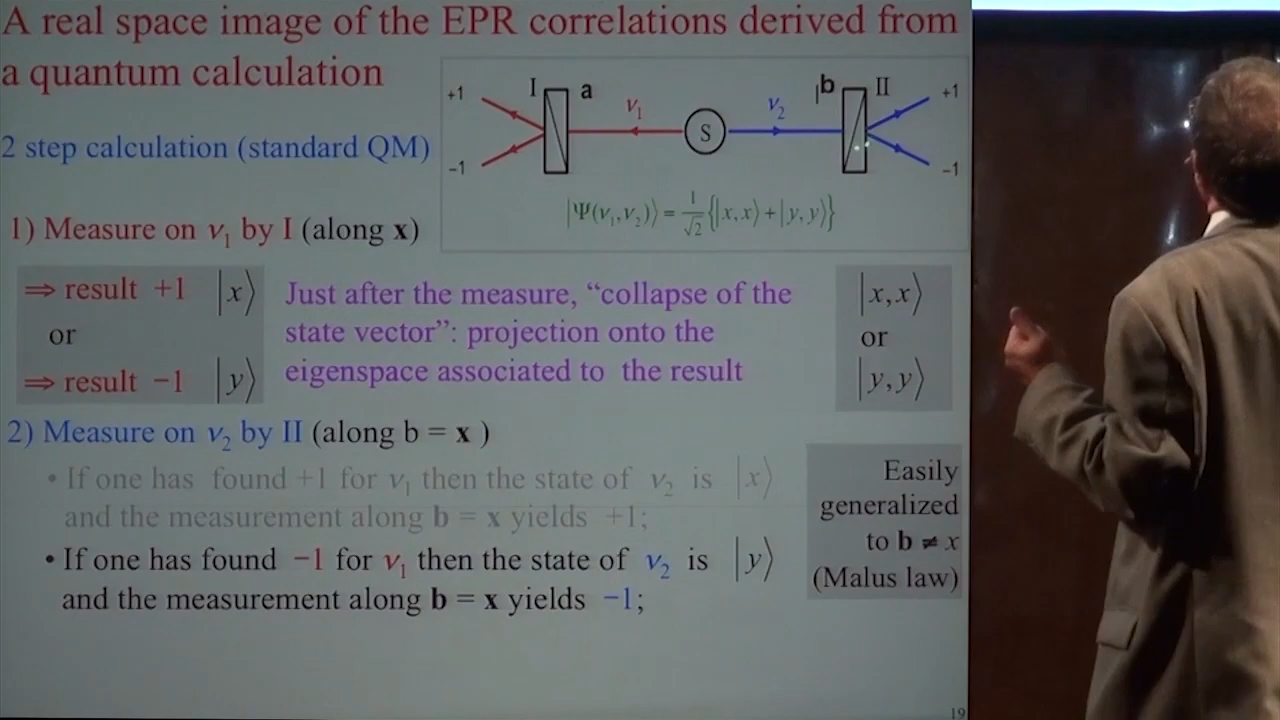 A real space image of the EPR correlations derived from
a quantum calculation
+1 I a ν₁ S ν₂ b II +1
-1 -1
2 step calculation (standard QM)
|Ψ(ν₁,ν₂)⟩ = 1/√2 {|x,x⟩ + |y,y⟩}
1) Measure on ν₁ by I (along x)
⇒ result +1 |x⟩
or
⇒ result −1 |y⟩
Just after the measure, “collapse of the
state vector”: projection onto the
eigenspace associated to the result
|x,x⟩
or
|y,y⟩
2) Measure on ν₂ by II (along b = x )
• If one has found +1 for ν₁ then the state of ν₂ is |x⟩
and the measurement along b = x yields +1;
• If one has found −1 for ν₁ then the state of ν₂ is |y⟩
and the measurement along b = x yields −1;
Easily
generalized
to b ≠ x
(Malus law)
19